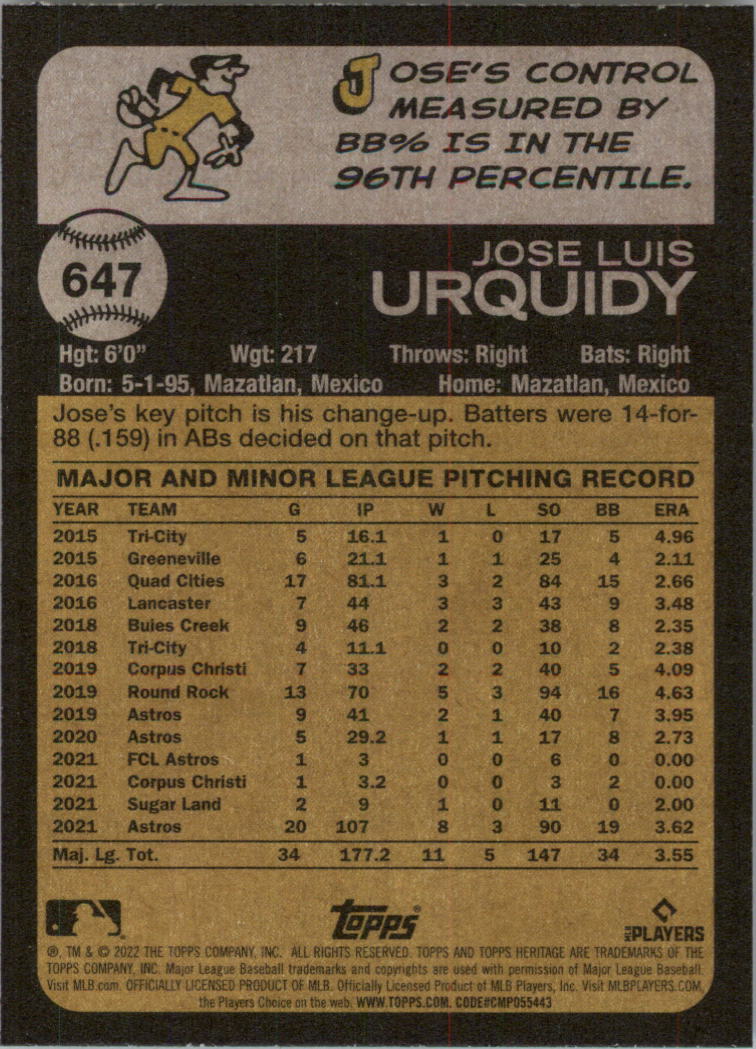 JOSE'S CONTROL
MEASURED BY
BB% IS IN THE
96TH PERCENTILE.
647
JOSE LUIS
URQUIDY
Hgt: 6'0" Wgt: 217 Throws: Right Bats: Right
Born: 5-1-95, Mazatlan, Mexico Home: Mazatlan, Mexico
Jose's key pitch is his change-up. Batters were 14-for-
88 (.159) in ABs decided on that pitch.
MAJOR AND MINOR LEAGUE PITCHING RECORD
YEAR TEAM G IP W L SO BB ERA
2015 Tri-City 5 16.1 1 0 17 5 4.96
2015 Greeneville 6 21.1 1 1 25 4 2.11
2016 Quad Cities 17 81.1 3 2 84 15 2.66
2016 Lancaster 7 44 3 3 43 9 3.48
2018 Buies Creek 9 46 2 2 38 8 2.35
2018 Tri-City 4 11.1 0 0 10 2 2.38
2019 Corpus Christi 7 33 2 2 40 5 4.09
2019 Round Rock 13 70 5 3 94 16 4.63
2019 Astros 9 41 2 1 40 7 3.95
2020 Astros 5 29.2 1 1 17 8 2.73
2021 FCL Astros 1 3 0 0 6 0 0.00
2021 Corpus Christi 1 3.2 0 0 3 2 0.00
2021 Sugar Land 2 9 1 0 11 0 2.00
2021 Astros 20 107 8 3 90 19 3.62
Maj. Lg. Tot. 34 177.2 11 5 147 34 3.55
Topps® MLB PLAYERS
®, TM & © 2022 THE TOPPS COMPANY, INC. ALL RIGHTS RESERVED. TOPPS AND TOPPS HERITAGE ARE TRADEMARKS OF THE
TOPPS COMPANY, INC. Major League Baseball trademarks and copyrights are used with permission of Major League Baseball.
Visit MLB.com. OFFICIALLY LICENSED PRODUCT OF MLB. Officially Licensed Product of MLB Players, Inc. Visit MLBPLAYERS.COM,
the Players Choice on the web. WWW.TOPPS.COM. CODE#CMP055443